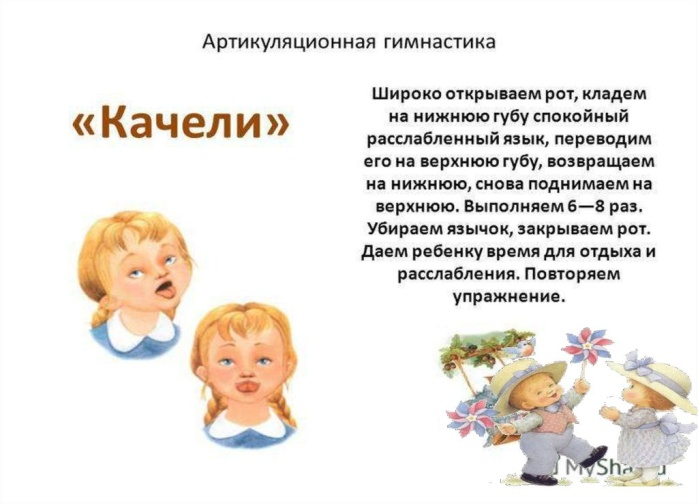 Артикуляционная гимнастика
«Качели»
Широко открываем рот, кладем
на нижнюю губу спокойный
расслабленный язык, переводим
его на верхнюю губу, возвращаем
на нижнюю, снова поднимаем на
верхнюю. Выполняем 6—8 раз.
Убираем язычок, закрываем рот.
Даем ребенку время для отдыха и
расслабления. Повторяем
упражнение.